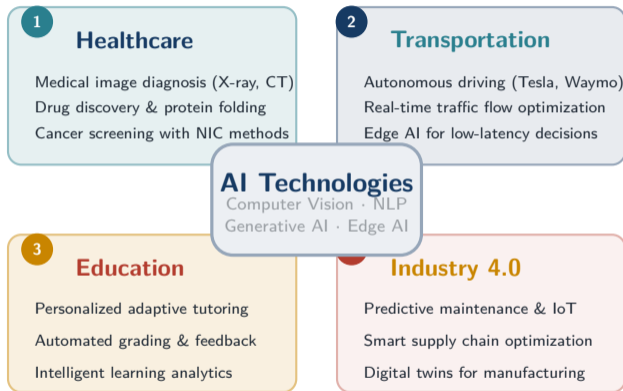 1
Healthcare
Medical image diagnosis (X-ray, CT)
Drug discovery & protein folding
Cancer screening with NIC methods
2
Transportation
Autonomous driving (Tesla, Waymo)
Real-time traffic flow optimization
Edge AI for low-latency decisions
AI Technologies
Computer Vision · NLP
Generative AI · Edge AI
3
Education
Personalized adaptive tutoring
Automated grading & feedback
Intelligent learning analytics
Industry 4.0
Predictive maintenance & IoT
Smart supply chain optimization
Digital twins for manufacturing